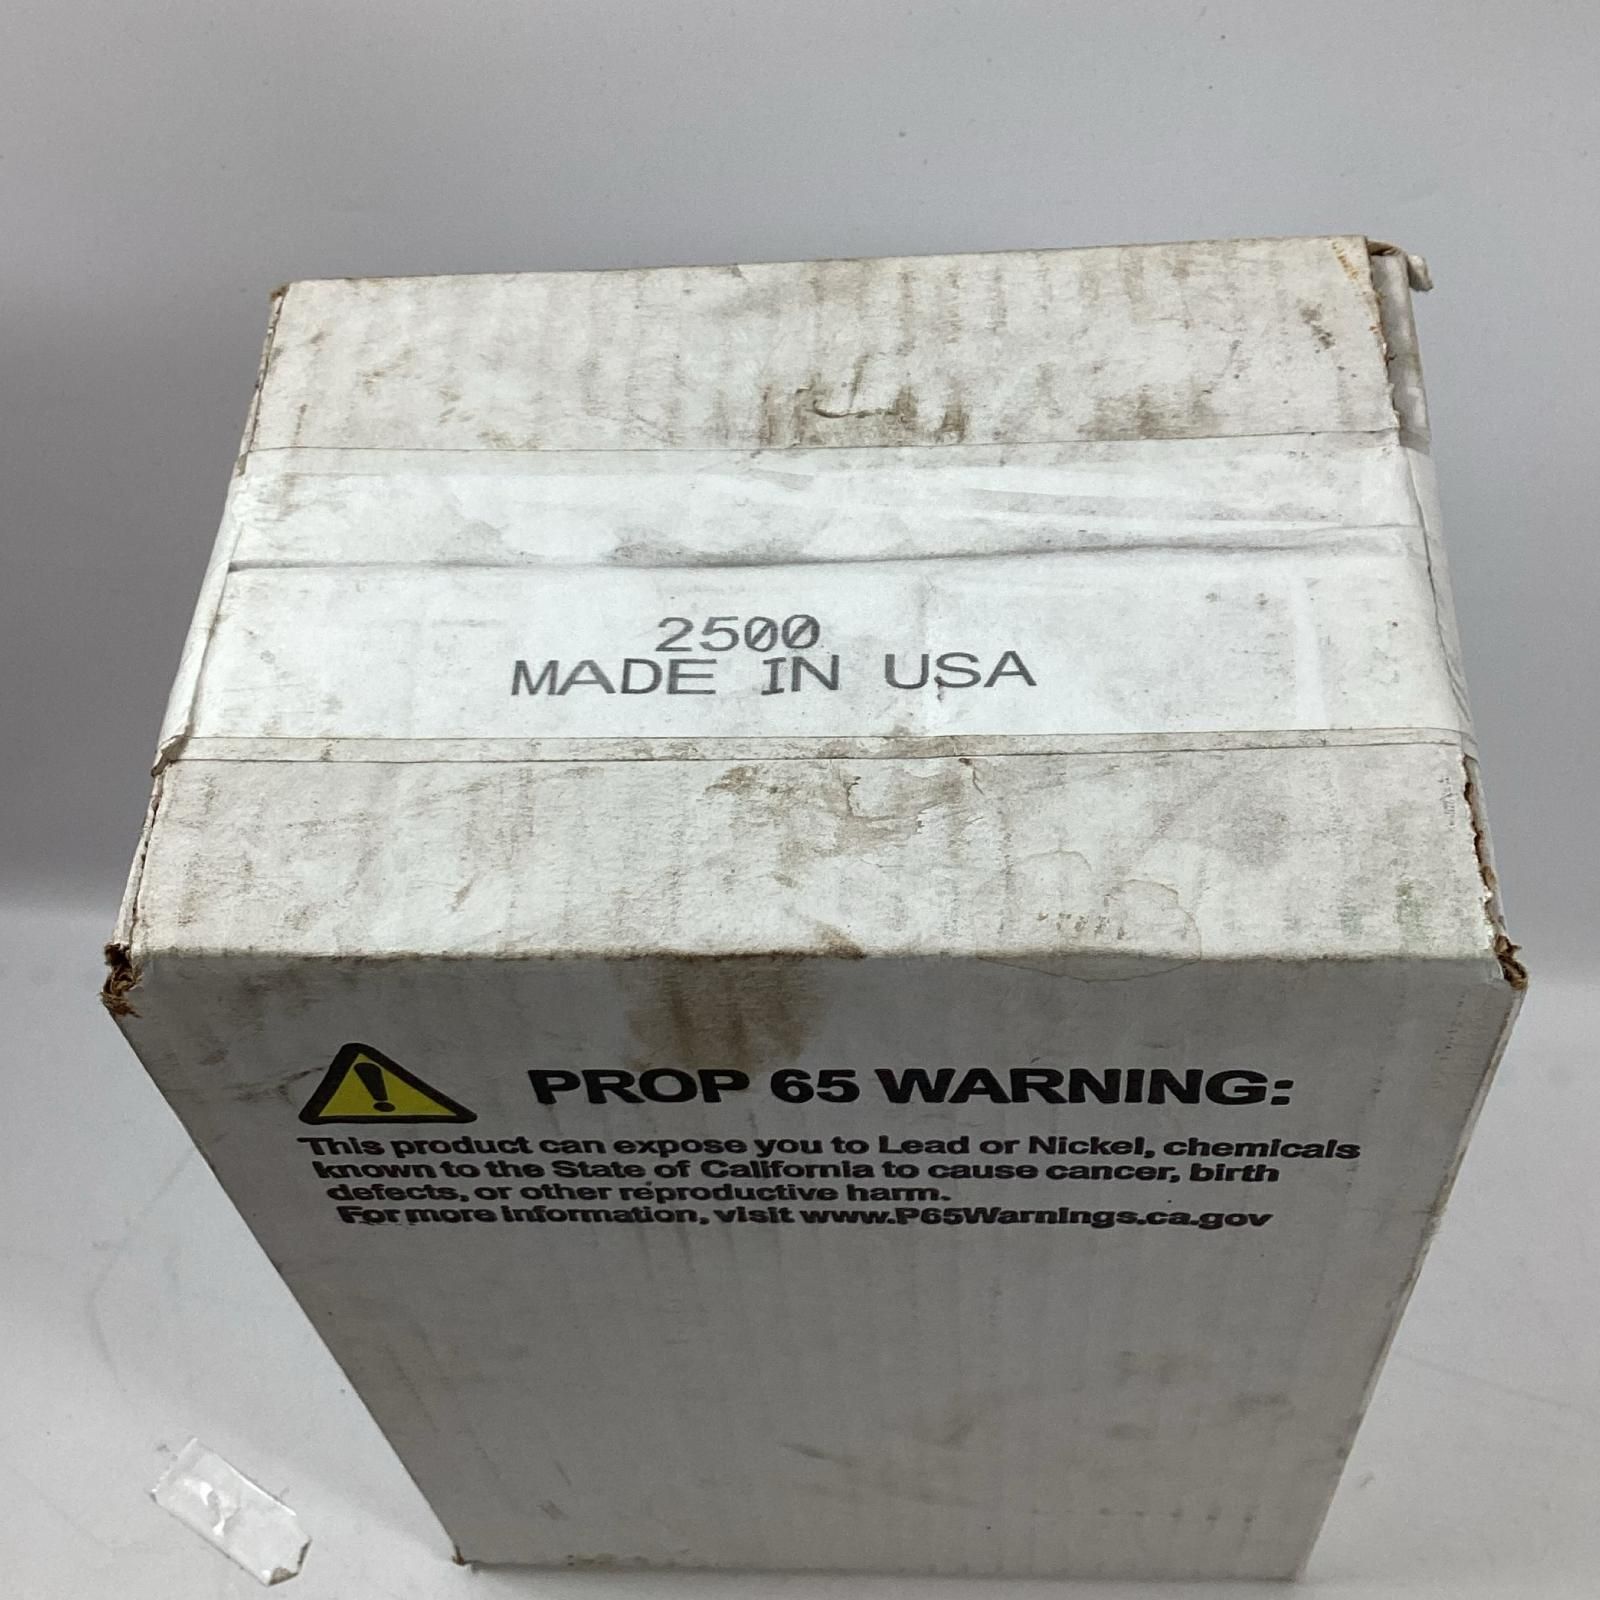 2500
MADE IN USA
PROP 65 WARNING:
This product can expose you to Lead or Nickel, chemicals
known to the State of California to cause cancer, birth
defects, or other reproductive harm.
For more information, visit www.P65Warnings.ca.gov